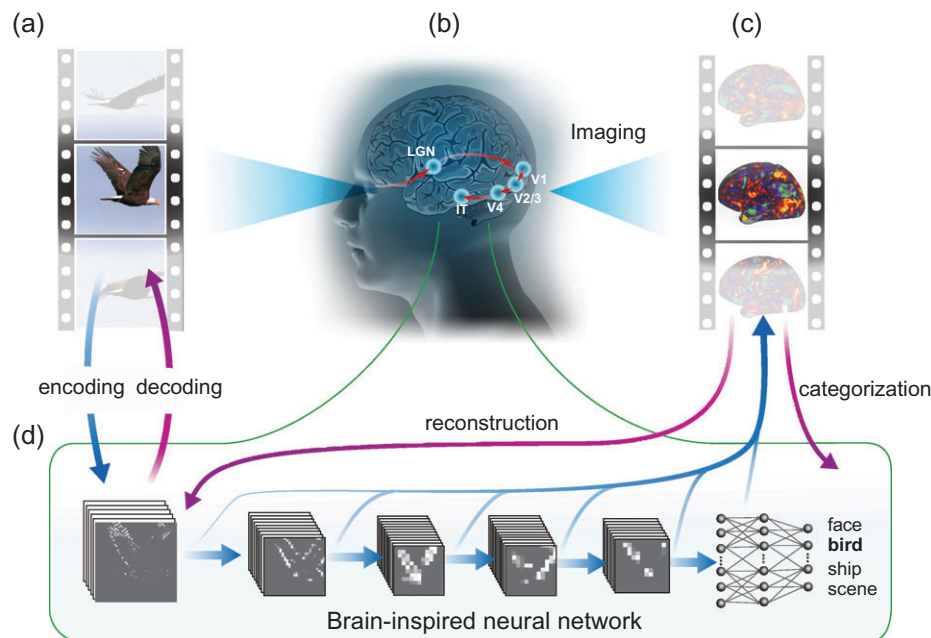 (a)
(b)
(c)
Imaging
LGN
V1
V2/3
V4
IT
encoding
decoding
categorization
reconstruction
(d)
face
bird
ship
scene
Brain-inspired neural network